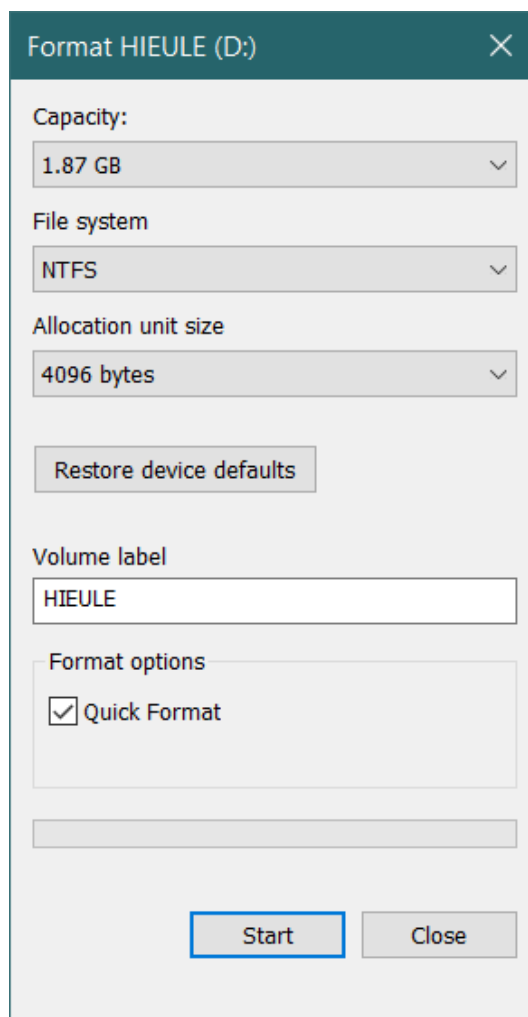 Format HIEULE (D:)
Capacity:
1.87 GB
File system
NTFS
Allocation unit size
4096 bytes
Restore device defaults
Volume label
HIEULE
Format options
Quick Format
Start Close